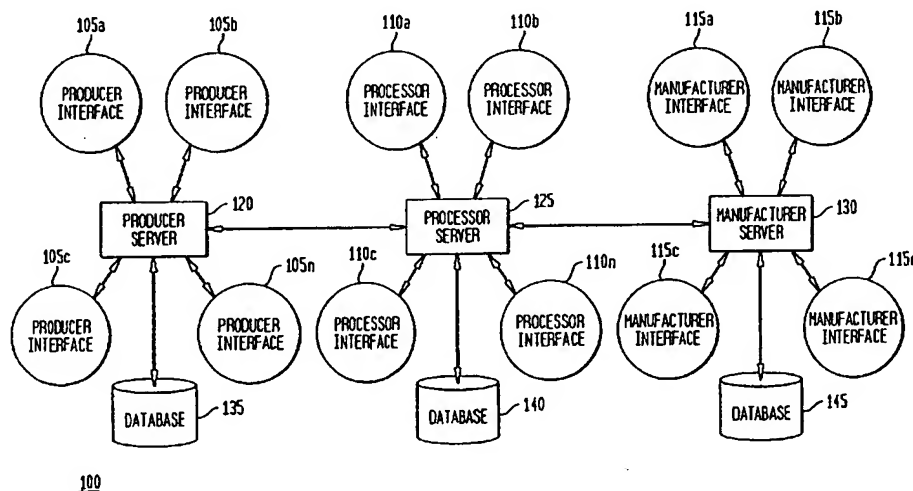 105a
105b
110a
110b
115a
115b
PRODUCER
INTERFACE
PRODUCER
INTERFACE
PROCESSOR
INTERFACE
PROCESSOR
INTERFACE
MANUFACTURER
INTERFACE
MANUFACTURER
INTERFACE
120
125
130
PRODUCER
SERVER
PROCESSOR
SERVER
MANUFACTURER
SERVER
105c
105n
110c
110n
115c
PRODUCER
INTERFACE
PRODUCER
INTERFACE
PROCESSOR
INTERFACE
PROCESSOR
INTERFACE
MANUFACTURER
INTERFACE
MANUFACTURER
INTERFACE
DATABASE
135
DATABASE
140
DATABASE
145
100